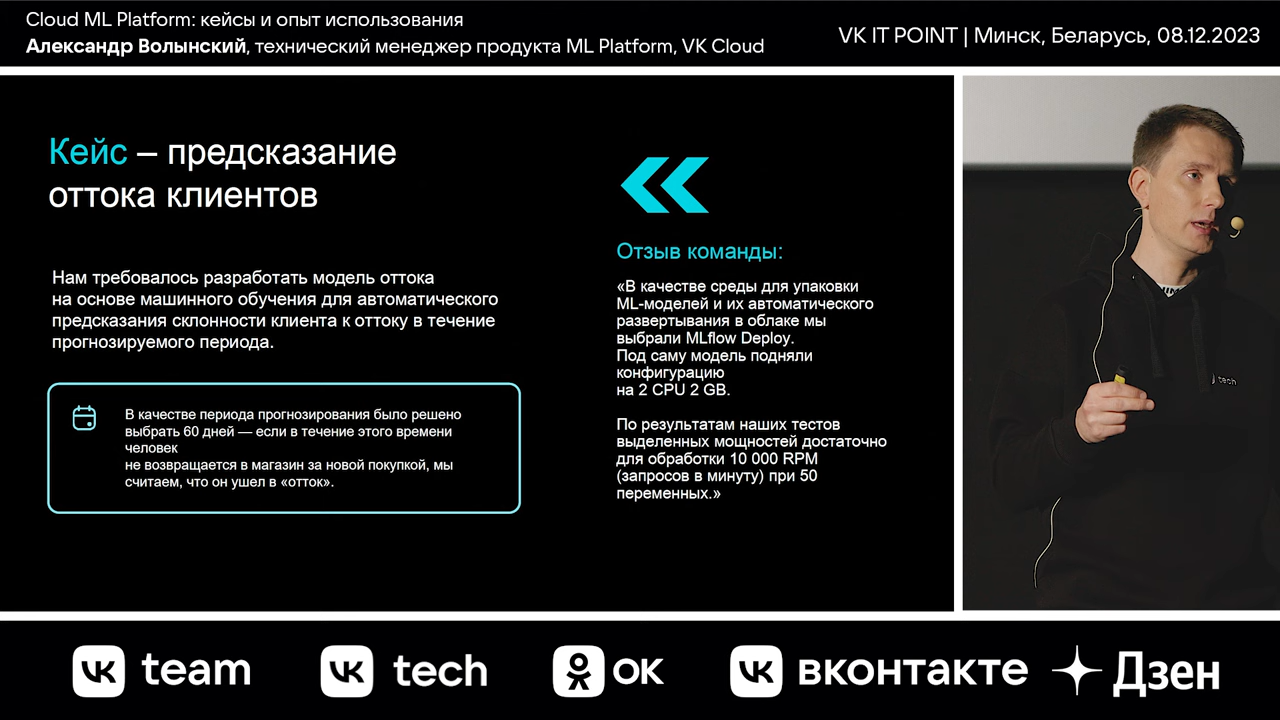 Cloud ML Platform: кейсы и опыт использования
Александр Волынский, технический менеджер продукта ML Platform, VK Cloud
VK IT POINT | Минск, Беларусь, 08.12.2023
Кейс – предсказание
оттока клиентов
Нам требовалось разработать модель оттока
на основе машинного обучения для автоматического
предсказания склонности клиента к оттоку в течение
прогнозируемого периода.
В качестве периода прогнозирования было решено
выбрать 60 дней — если в течение этого времени
человек
не возвращается в магазин за новой покупкой, мы
считаем, что он ушел в «отток».
Отзыв команды:
«В качестве среды для упаковки
ML-моделей и их автоматического
развертывания в облаке мы
выбрали MLflow Deploy.
Под саму модель подняли
конфигурацию
на 2 CPU 2 GB.
По результатам наших тестов
выделенных мощностей достаточно
для обработки 10 000 RPM
(запросов в минуту) при 50
переменных.»
tech
VK team
VK tech
ОК
VK ВКОНТАКТЕ
Дзен